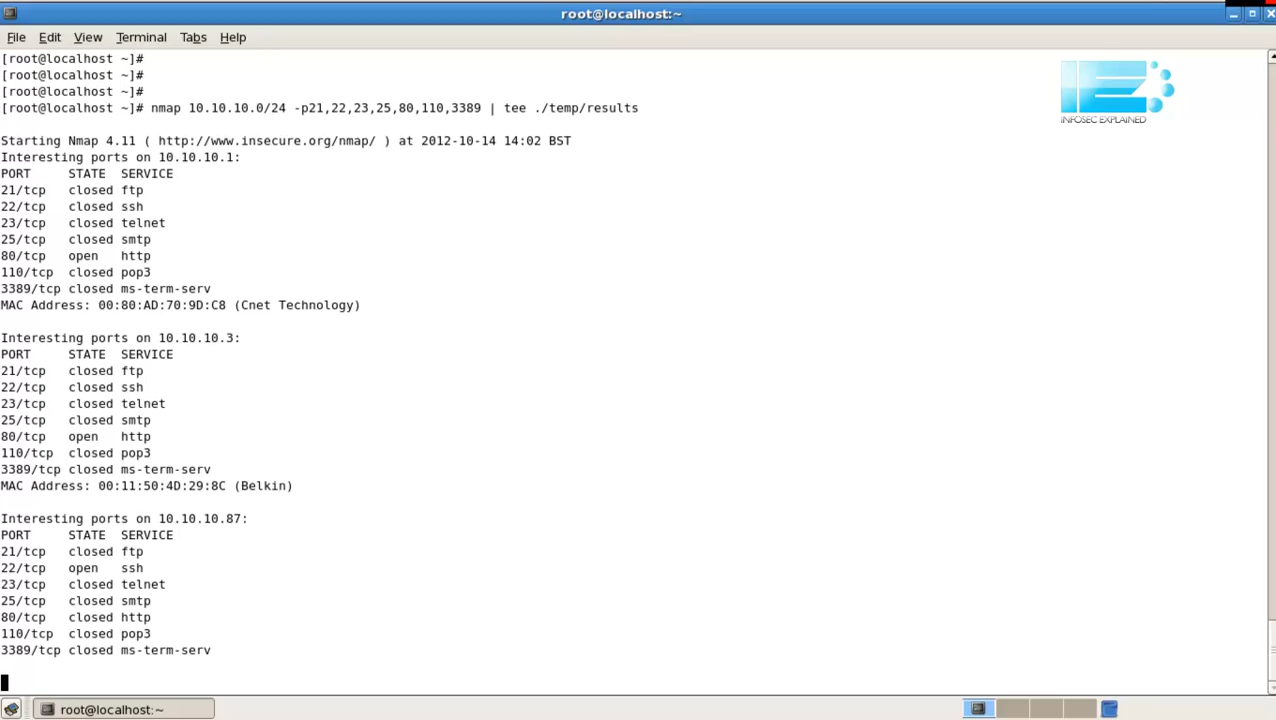 root@localhost:~
File Edit View Terminal Tabs Help
[root@localhost ~]#
[root@localhost ~]#
[root@localhost ~]#
[root@localhost ~]# nmap 10.10.10.0/24 -p21,22,23,25,80,110,3389 | tee ./temp/results
IE
INFOSEC EXPLAINED
Starting Nmap 4.11 ( http://www.insecure.org/nmap/ ) at 2012-10-14 14:02 BST
Interesting ports on 10.10.10.1:
PORT     STATE  SERVICE
21/tcp   closed ftp
22/tcp   closed ssh
23/tcp   closed telnet
25/tcp   closed smtp
80/tcp   open   http
110/tcp  closed pop3
3389/tcp closed ms-term-serv
MAC Address: 00:80:AD:70:9D:C8 (Cnet Technology)
Interesting ports on 10.10.10.3:
PORT     STATE  SERVICE
21/tcp   closed ftp
22/tcp   closed ssh
23/tcp   closed telnet
25/tcp   closed smtp
80/tcp   open   http
110/tcp  closed pop3
3389/tcp closed ms-term-serv
MAC Address: 00:11:50:4D:29:8C (Belkin)
Interesting ports on 10.10.10.87:
PORT     STATE  SERVICE
21/tcp   closed ftp
22/tcp   open   ssh
23/tcp   closed telnet
25/tcp   closed smtp
80/tcp   closed http
110/tcp  closed pop3
3389/tcp closed ms-term-serv
root@localhost:~